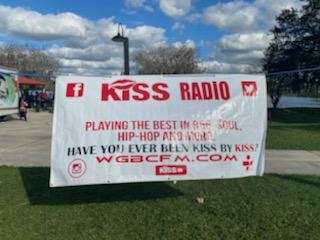 KISS RADIO
PLAYING THE BEST IN R&B, SOUL,
HIP-HOP AND MORE!
HAVE YOU EVER BEEN KISS BY KISS?
WGBCFM.COM
KISS